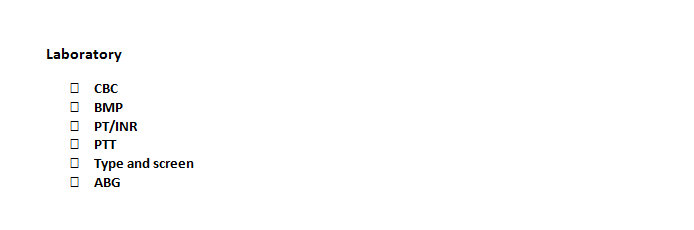 Laboratory
☐ CBC
☐ BMP
☐ PT/INR
☐ PTT
☐ Type and screen
☐ ABG